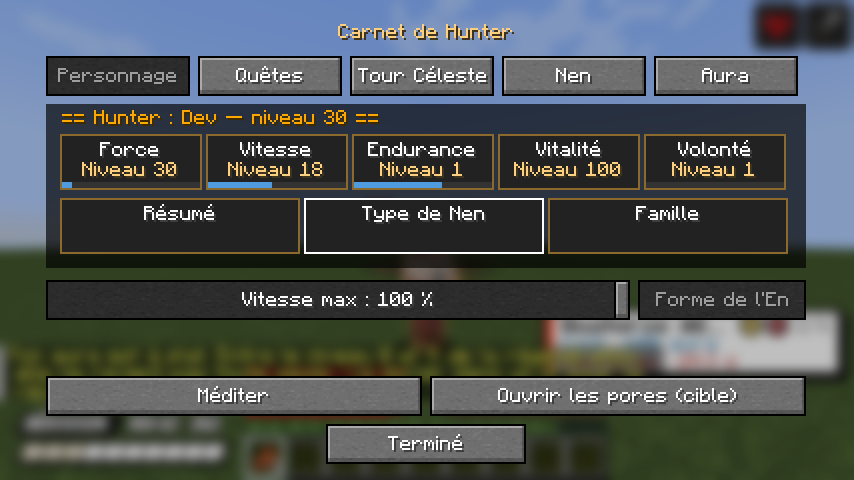 Carnet de Hunter
Personnage
Quêtes
Tour Céleste
Nen
Aura
== Hunter : Dev — niveau 30 ==
Force
Niveau 30
Vitesse
Niveau 18
Endurance
Niveau 1
Vitalité
Niveau 100
Volonté
Niveau 1
Résumé
Type de Nen
Famille
Vitesse max : 100 %
Forme de l'En
Méditer
Ouvrir les pores (cible)
Terminé